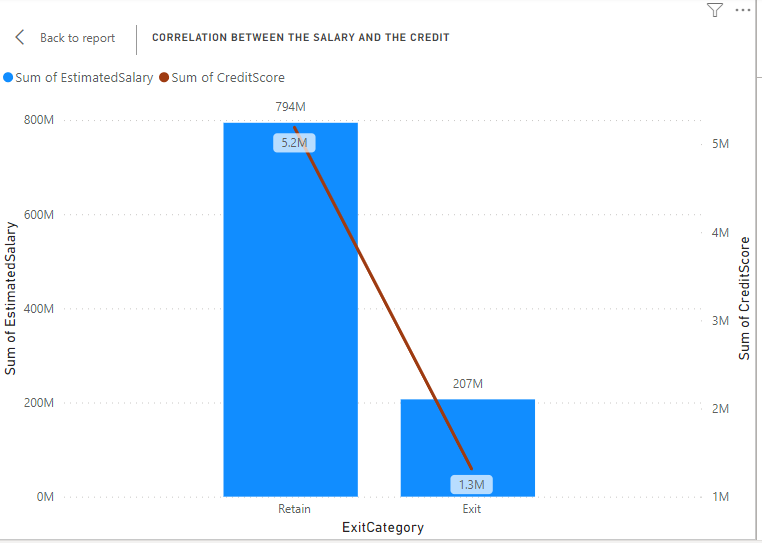 Back to report
CORRELATION BETWEEN THE SALARY AND THE CREDIT
Sum of EstimatedSalary Sum of CreditScore
794M
800M
5.2M
5M
600M
4M
400M
3M
207M
200M
2M
1.3M
0M
1M
Sum of EstimatedSalary
Sum of CreditScore
Retain
Exit
ExitCategory